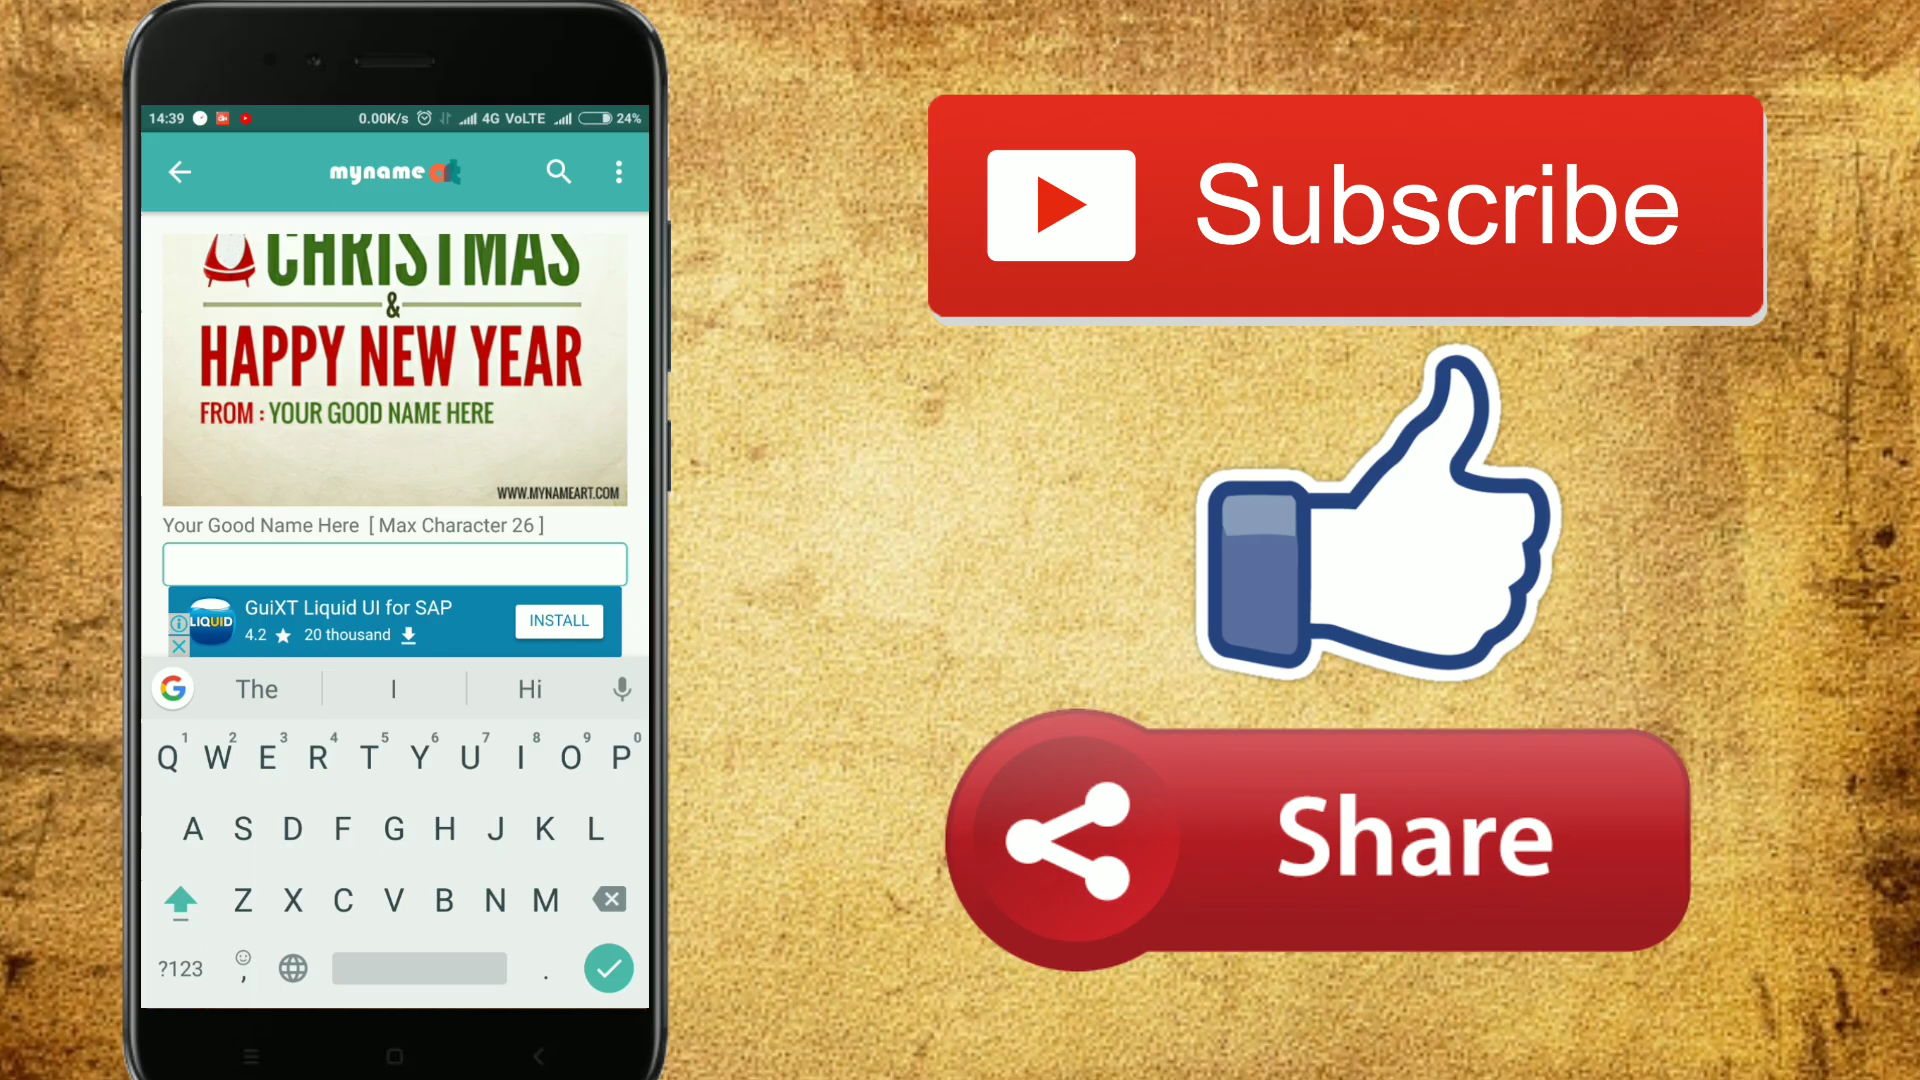 14:39 0.00K/s 4G VoLTE 24%
myname art
CHRISTMAS
&
HAPPY NEW YEAR
FROM : YOUR GOOD NAME HERE
WWW.MYNAMEART.COM
Your Good Name Here [ Max Character 26 ]
LIQUID
GuiXT Liquid UI for SAP
4.2 20 thousand
INSTALL
G The I Hi
1 2 3 4 5 6 7 8 9 0
Q W E R T Y U I O P
A S D F G H J K L
Z X C V B N M
?123 , .
Subscribe
Share